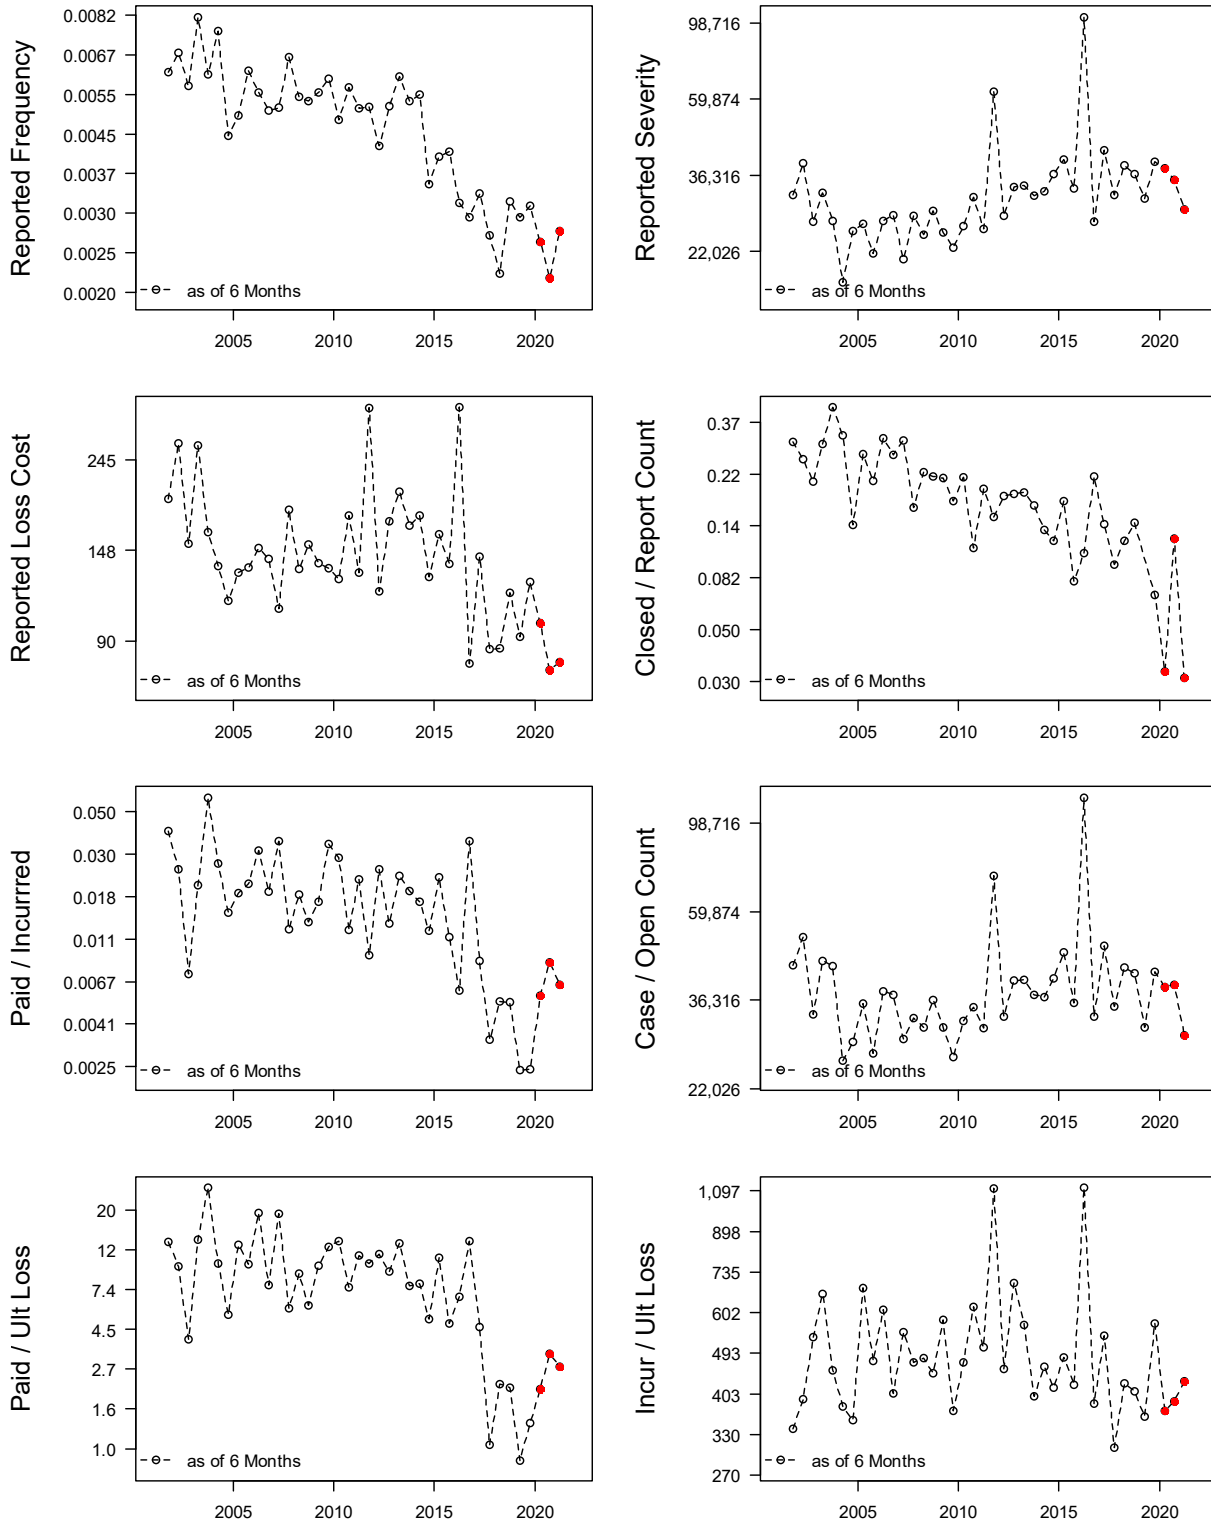 Reported Frequency
0.0082
0.0067
0.0055
0.0045
0.0037
0.0030
0.0025
0.0020
as of 6 Months
2005 2010 2015 2020
Reported Severity
98,716
59,874
36,316
22,026
as of 6 Months
2005 2010 2015 2020
Reported Loss Cost
245
148
90
as of 6 Months
2005 2010 2015 2020
Closed / Report Count
0.37
0.22
0.14
0.082
0.050
0.030
as of 6 Months
2005 2010 2015 2020
Paid / Incurrred
0.050
0.030
0.018
0.011
0.0067
0.0041
0.0025
as of 6 Months
2005 2010 2015 2020
Case / Open Count
98,716
59,874
36,316
22,026
as of 6 Months
2005 2010 2015 2020
Paid / Ult Loss
20
12
7.4
4.5
2.7
1.6
1.0
as of 6 Months
2005 2010 2015 2020
Incur / Ult Loss
1,097
898
735
602
493
403
330
270
as of 6 Months
2005 2010 2015 2020